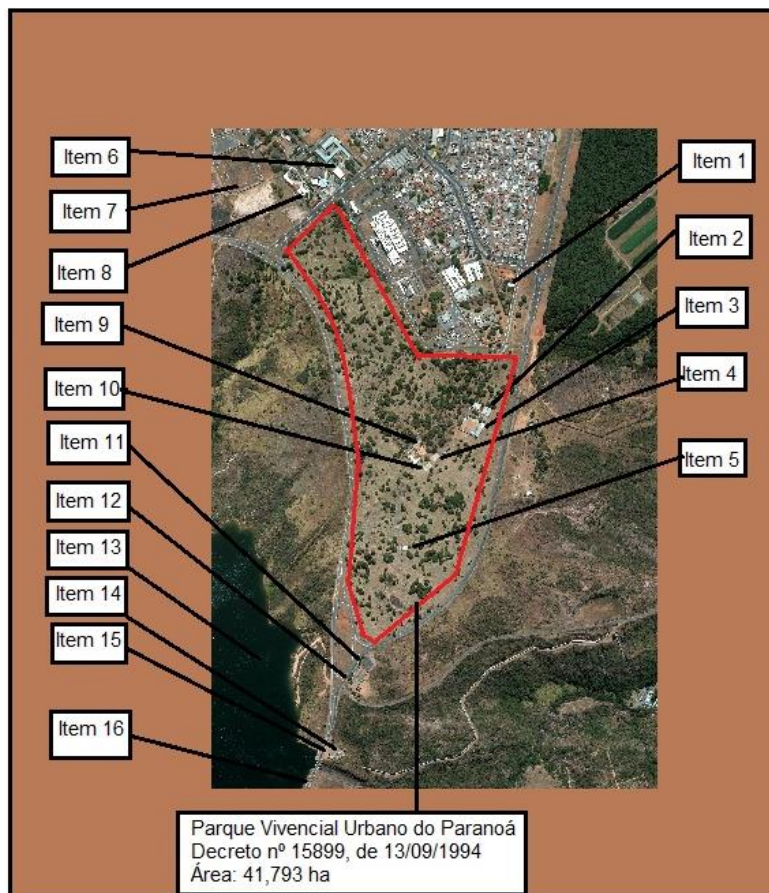 Item 6
Item 7
Item 8
Item 9
Item 10
Item 11
Item 12
Item 13
Item 14
Item 15
Item 16
Item 1
Item 2
Item 3
Item 4
Item 5
Parque Vivencial Urbano do Paranoá
Decreto nº 15899, de 13/09/1994
Área: 41,793 ha